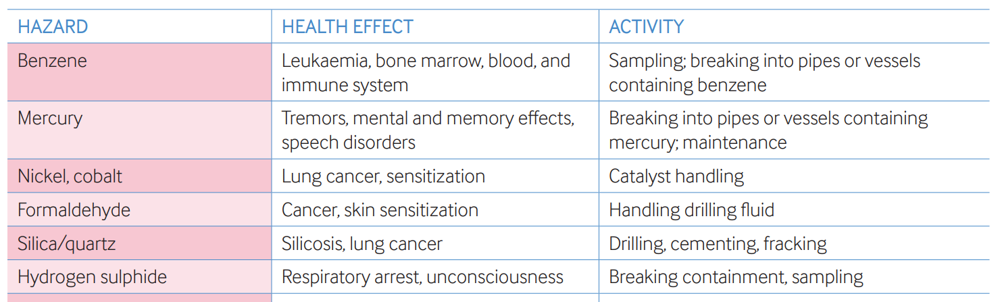 HAZARD HEALTH EFFECT ACTIVITY
Benzene Leukaemia, bone marrow, blood, and Sampling; breaking into pipes or vessels
immune system containing benzene
Mercury Tremors, mental and memory effects, Breaking into pipes or vessels containing
speech disorders mercury; maintenance
Nickel, cobalt Lung cancer, sensitization Catalyst handling
Formaldehyde Cancer, skin sensitization Handling drilling fluid
Silica/quartz Silicosis, lung cancer Drilling, cementing, fracking
Hydrogen sulphide Respiratory arrest, unconsciousness Breaking containment, sampling